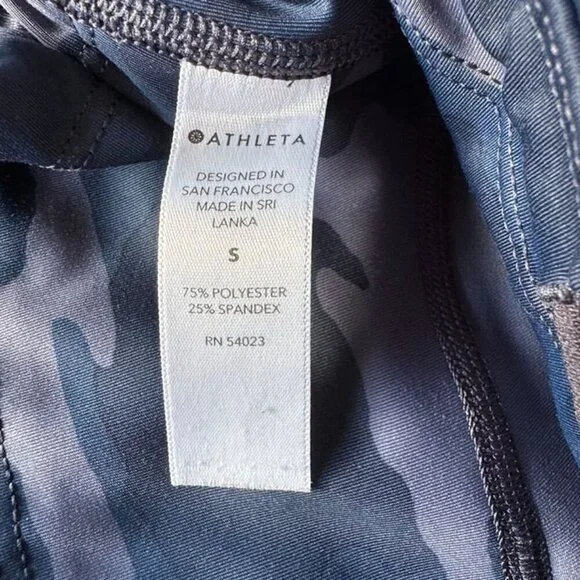 ATHLETA
DESIGNED IN
SAN FRANCISCO
MADE IN SRI
LANKA
S
75% POLYESTER
25% SPANDEX
RN 54023